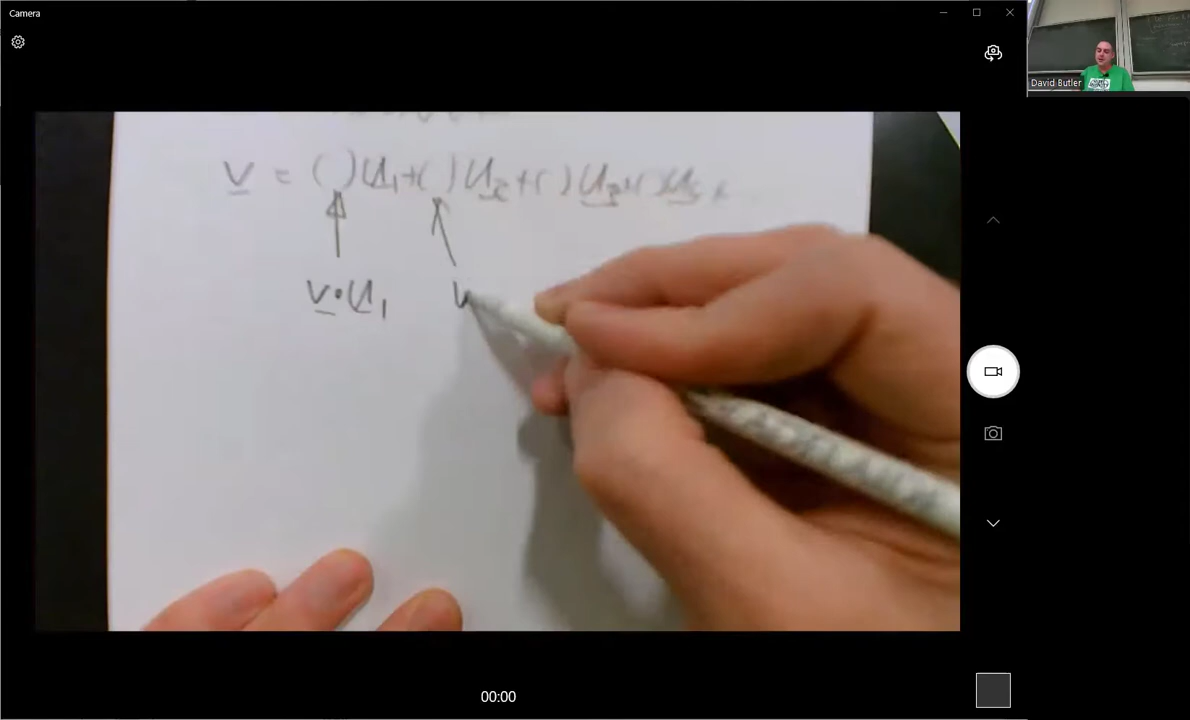 Camera
David Butler
v = ( )u₁+( )u₂+( )u₃+( )
v·u₁ v
00:00